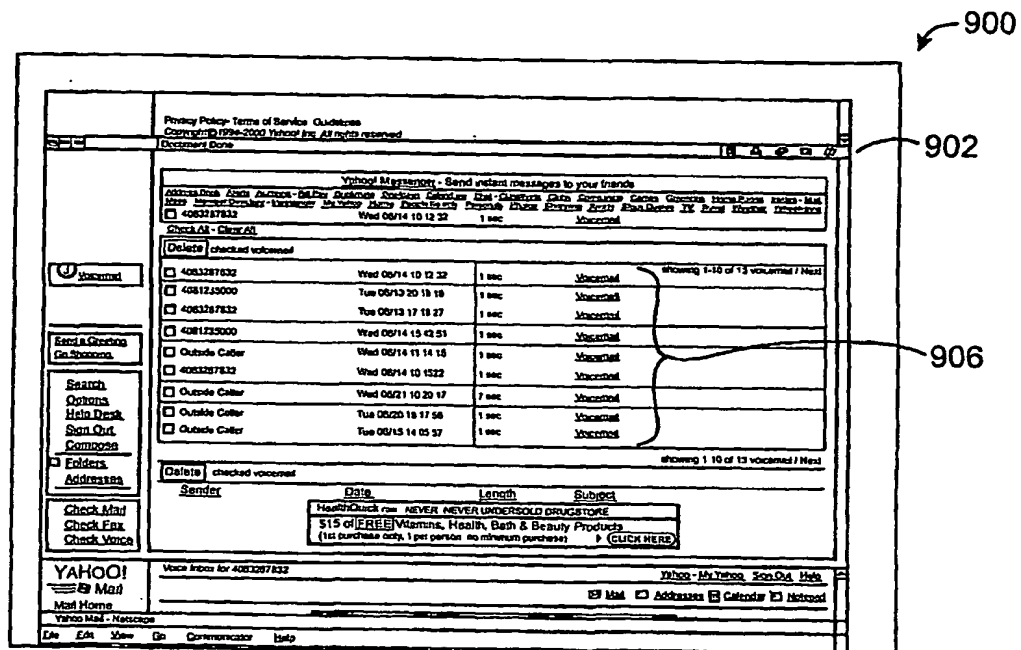 900
Privacy Policy- Terms of Service Guidelines
Copyright © 1994-2000 Yahoo! Inc. All rights reserved
Document Done
902
Yahoo! Messenger - Send instant messages to your friends
4083287832 Wed 06/14 10 12 32 1 sec Voicemail
Check All - Clear All
Delete checked voicemail
showing 1-10 of 13 voicemail / Next
Voicemail
4083287832 Wed 06/14 10 12 32 1 sec Voicemail
4081235000 Tue 06/13 20 18 18 1 sec Voicemail
4083287832 Tue 06/13 17 18 27 1 sec Voicemail
4081235000 Wed 06/14 15 42 51 1 sec Voicemail
Outside Caller Wed 06/14 11 14 15 1 sec Voicemail
4083287832 Wed 06/14 10 1522 1 sec Voicemail
Outside Caller Wed 06/21 10 20 17 7 sec Voicemail
Outside Caller Tue 06/20 18 17 56 1 sec Voicemail
Outside Caller Tue 06/13 14 05 57 1 sec Voicemail
906
Send a Greeting
Go Shopping
Search
Options
Help Desk
Sign Out
Compose
Folders
Addresses
Check Mail
Check Fax
Check Voice
showing 1 10 of 13 voicemail / Next
Delete checked voicemail
Sender Date Length Subject
HealthQuick NEVER NEVER UNDERSOLD DRUGSTORE
$15 of FREE Vitamins, Health, Bath & Beauty Products
(1st purchase only, 1 per person no minimum purchase) CLICK HERE
YAHOO! Mail
Mail Home
Voice Inbox for 4083287832
Yahoo - My Yahoo Sign Out Help
Mail Addresses Calendar Notepad
Yahoo Mail - Netscape
File Edit View Go Communicator Help